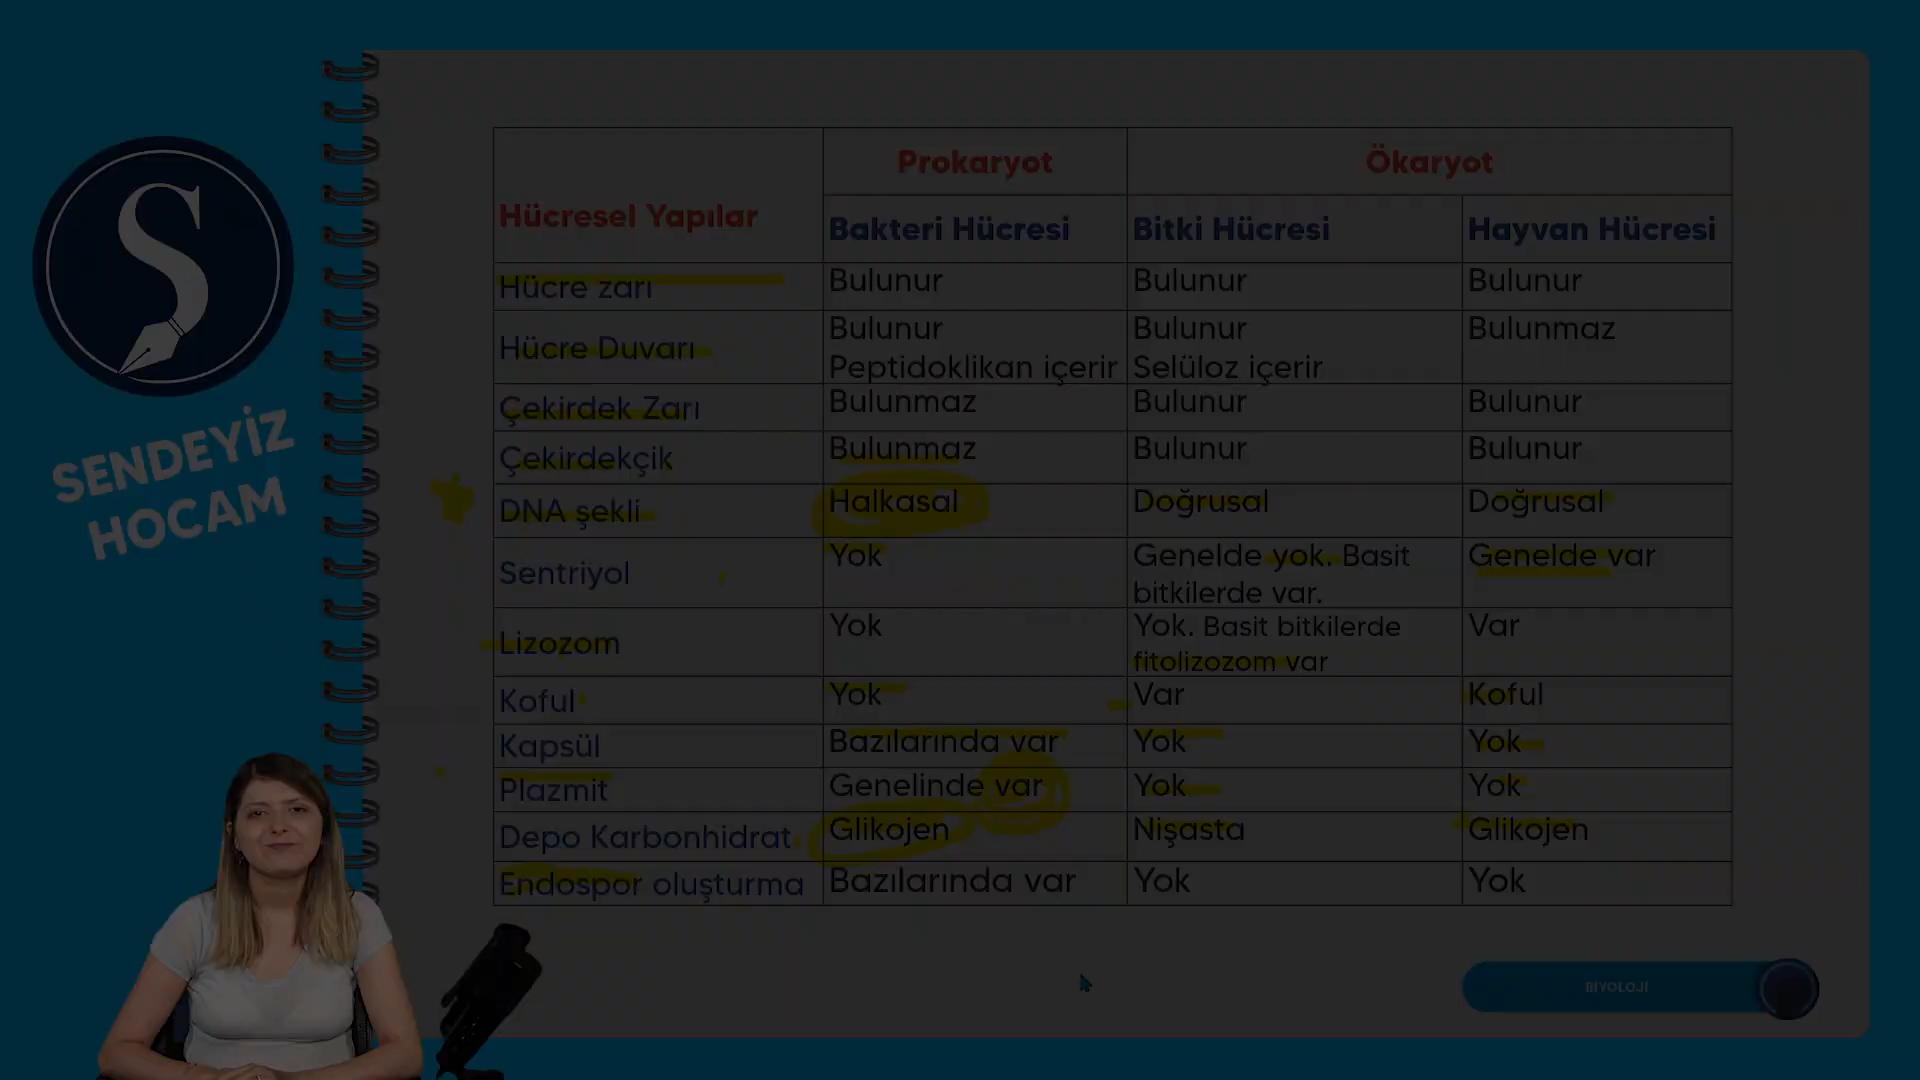 SENDEYİZ
HOCAM
Prokaryot
Ökaryot
Hücresel Yapılar
Bakteri Hücresi
Bitki Hücresi
Hayvan Hücresi
Hücre zarı
Bulunur
Bulunur
Bulunur
Hücre Duvarı
Bulunur
Peptidoklikan içerir
Bulunur
Selüloz içerir
Bulunmaz
Çekirdek Zarı
Bulunmaz
Bulunur
Bulunur
Çekirdekçik
Bulunmaz
Bulunur
Bulunur
DNA şekli
Halkasal
Doğrusal
Doğrusal
Sentriyol
Yok
Genelde yok. Basit
bitkilerde var.
Genelde var
Lizozom
Yok
Yok. Basit bitkilerde
fitolizozom var
Var
Koful
Yok
Var
Koful
Kapsül
Bazılarında var
Yok
Yok
Plazmit
Genelinde var
Yok
Yok
Depo Karbonhidrat
Glikojen
Nişasta
Glikojen
Endospor oluşturma
Bazılarında var
Yok
Yok
BİYOLOJİ